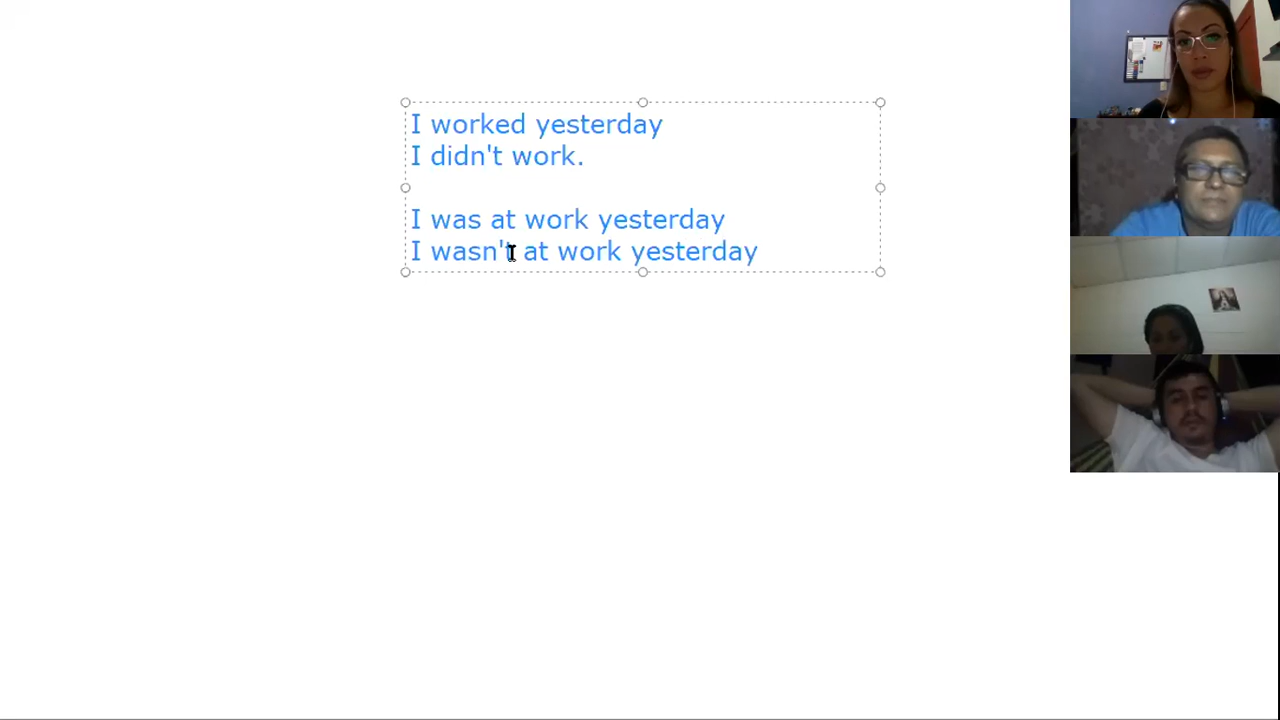 I worked yesterday
I didn't work.
I was at work yesterday
I wasn't at work yesterday